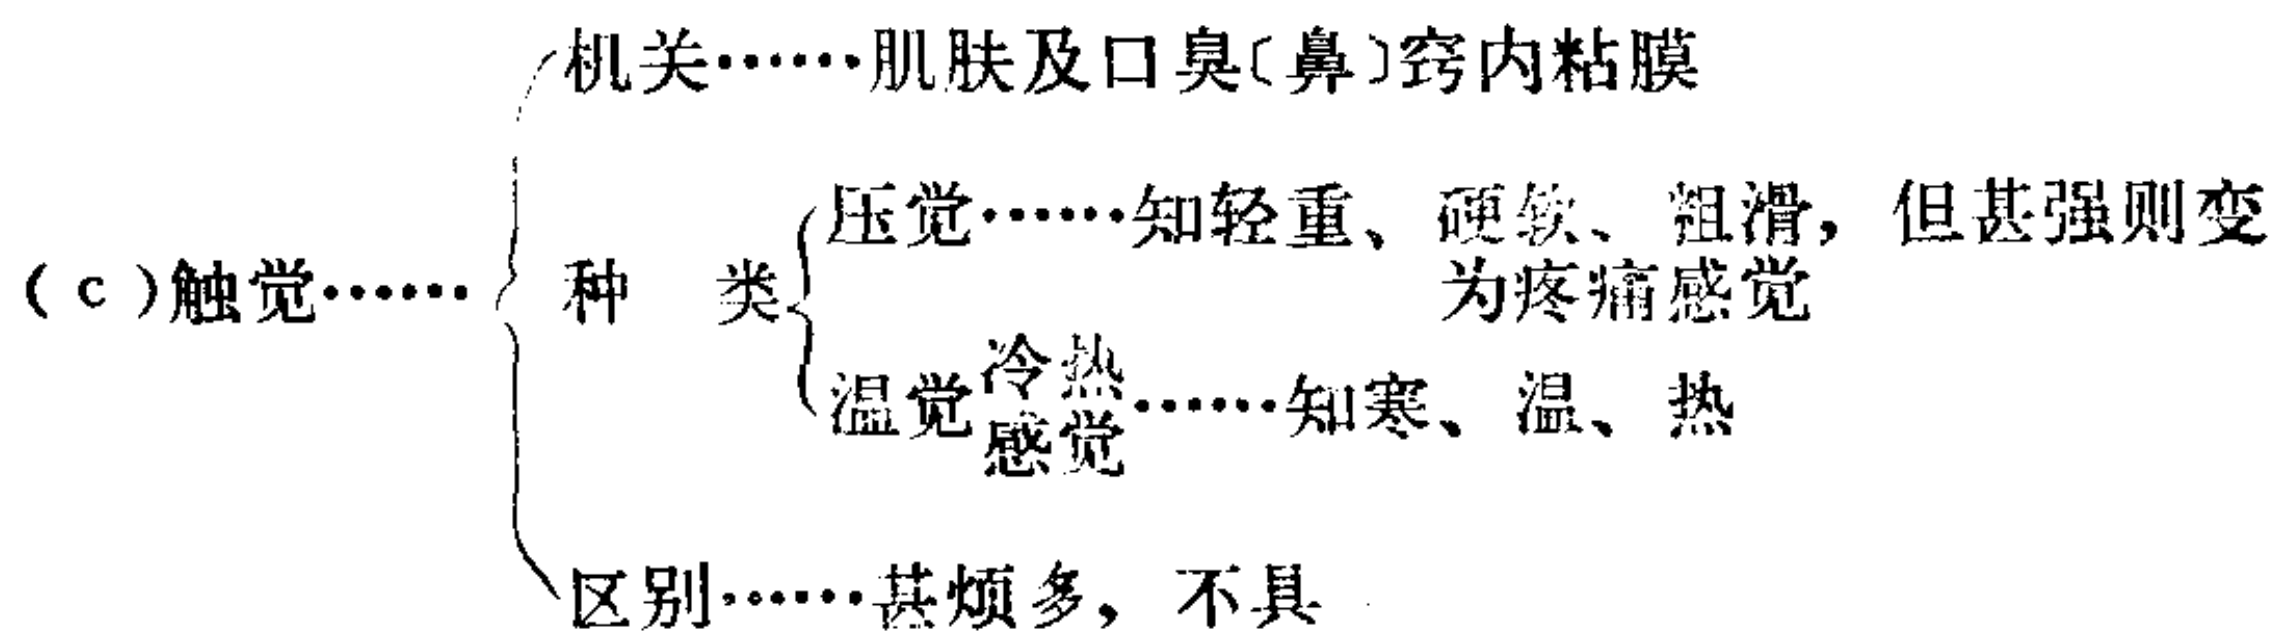 机关……肌肤及口臭〔鼻〕窍内粘膜
压觉……知轻重、硬软、粗滑，但甚强则变
(c)触觉…… 种 类 为疼痛感觉
温觉冷热感觉……知寒、温、热
区别……甚烦多，不具